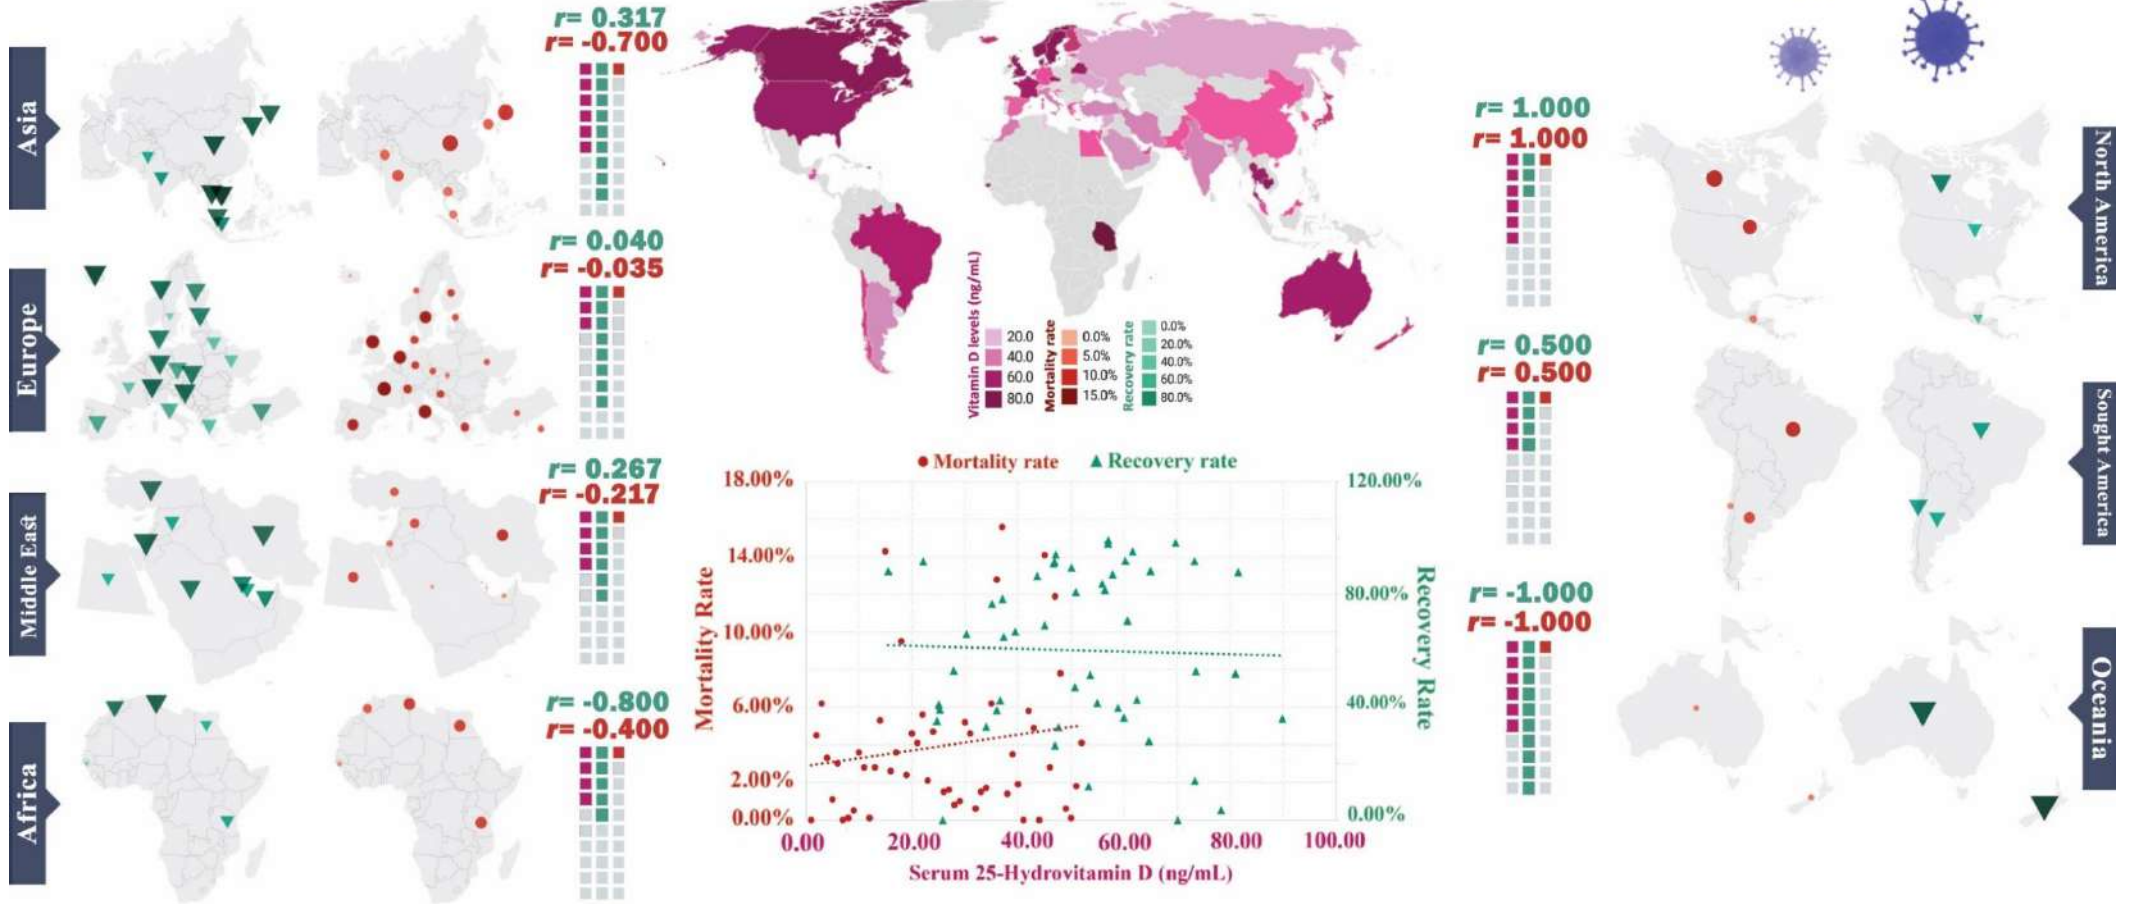 Asia
r= 0.317
r= -0.700
Europe
r= 0.040
r= -0.035
Middle East
r= 0.267
r= -0.217
Africa
r= -0.800
r= -0.400
Vitamin D levels (ng/mL)
20.0
40.0
60.0
80.0
Mortality rate
0.0%
5.0%
10.0%
15.0%
Recovery rate
0.0%
20.0%
40.0%
60.0%
80.0%
Mortality rate
Recovery rate
Mortality Rate
18.00%
14.00%
10.00%
6.00%
2.00%
0.00%
120.00%
80.00%
40.00%
0.00%
Recovery Rate
0.00
20.00
40.00
60.00
80.00
100.00
Serum 25-Hydrovitamin D (ng/mL)
r= 1.000
r= 1.000
North America
r= 0.500
r= 0.500
Sought America
r= -1.000
r= -1.000
Oceania